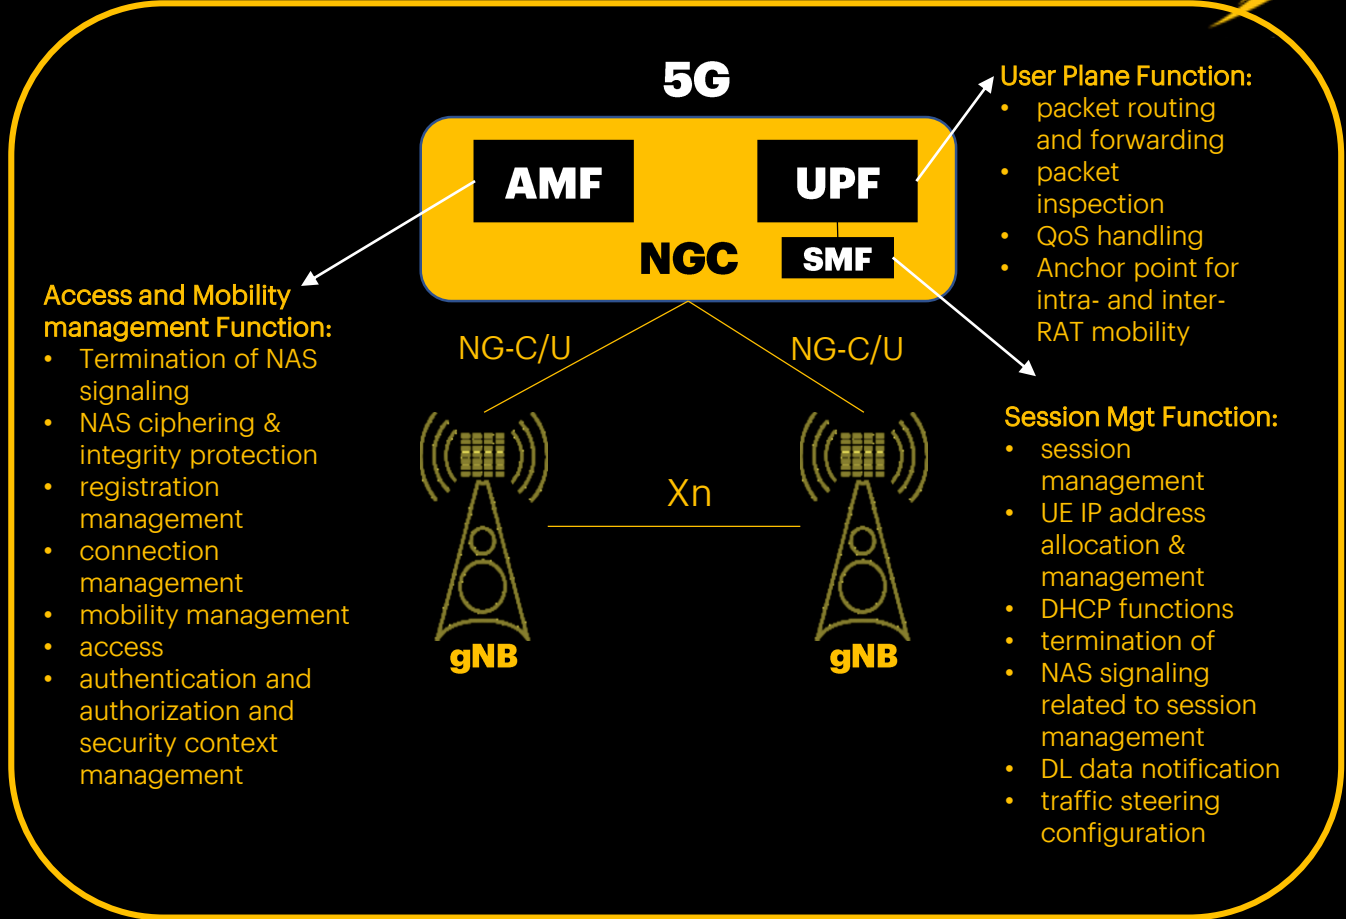 5G
AMF
UPF
NGC
SMF
Access and Mobility
management Function:
• Termination of NAS
signaling
• NAS ciphering &
integrity protection
• registration
management
• connection
management
• mobility management
• access
• authentication and
authorization and
security context
management
NG-C/U
NG-C/U
Xn
gNB
gNB
User Plane Function:
• packet routing
and forwarding
• packet
inspection
• QoS handling
• Anchor point for
intra- and inter-
RAT mobility
Session Mgt Function:
• session
management
• UE IP address
allocation &
management
• DHCP functions
• termination of
• NAS signaling
related to session
management
• DL data notification
• traffic steering
configuration